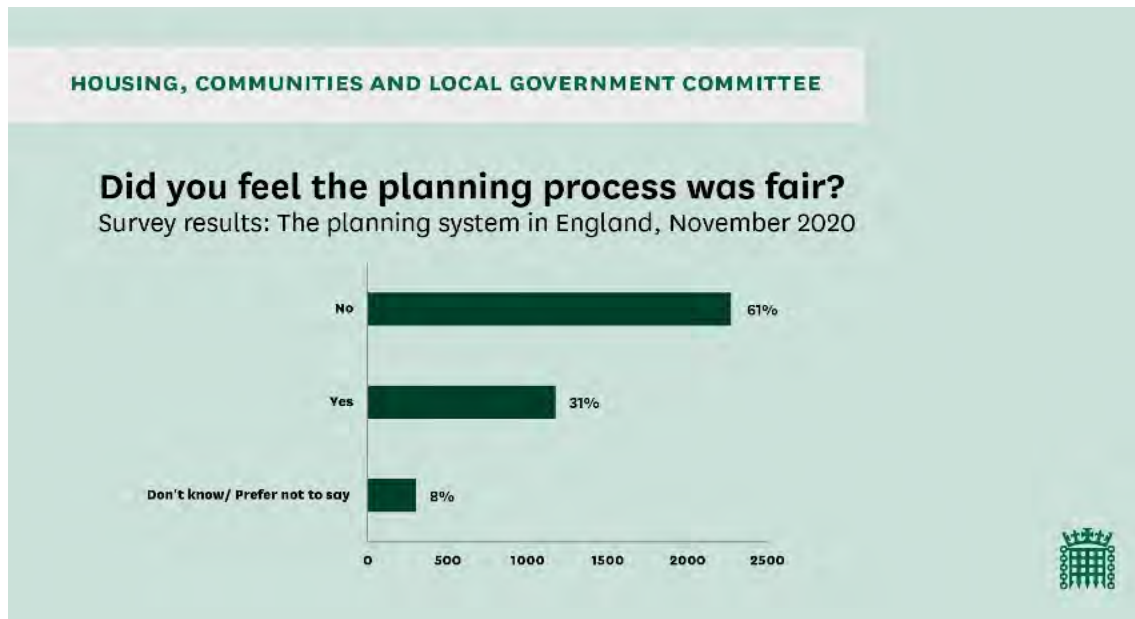 HOUSING, COMMUNITIES AND LOCAL GOVERNMENT COMMITTEE
Did you feel the planning process was fair?
Survey results: The planning system in England, November 2020
No 61%
Yes 31%
Don't know/ Prefer not to say 8%
0 500 1000 1500 2000 2500